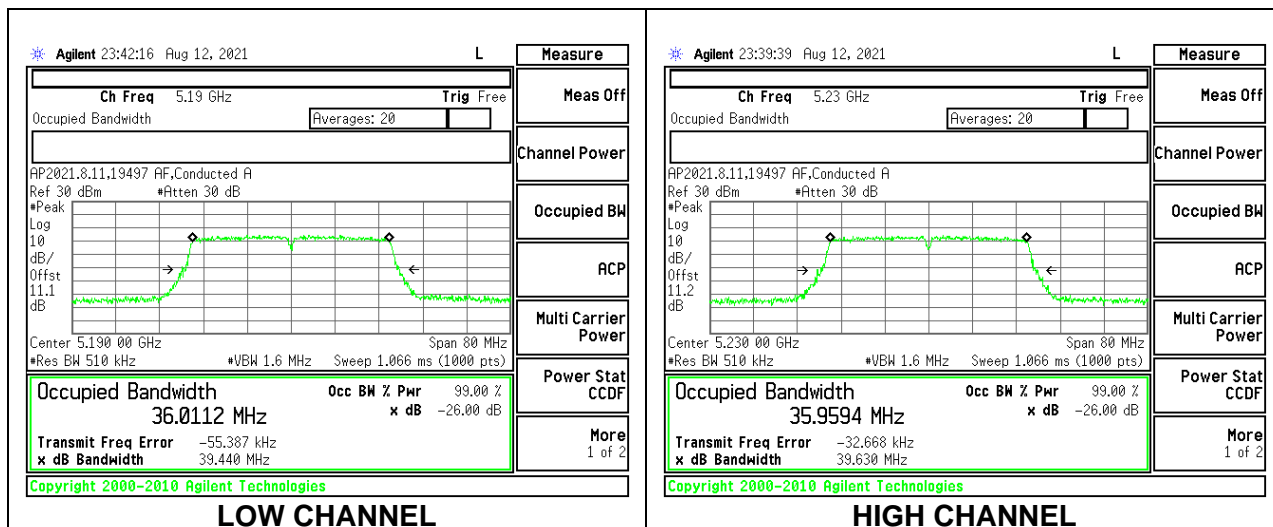 Agilent 23:42:16 Aug 12, 2021 L
Measure
Ch Freq 5.19 GHz Trig Free
Occupied Bandwidth Averages: 20
AP2021.8.11,19497 AF,Conducted A
Ref 30 dBm #Atten 30 dB
#Peak
Log
10
dB/
Offst
11.1
dB
Center 5.190 00 GHz Span 80 MHz
#Res BW 510 kHz #VBW 1.6 MHz Sweep 1.066 ms (1000 pts)
Occupied Bandwidth Occ BW % Pwr 99.00 %
36.0112 MHz x dB -26.00 dB
Transmit Freq Error -55.387 kHz
x dB Bandwidth 39.440 MHz
Copyright 2000-2010 Agilent Technologies
Meas Off
Channel Power
Occupied BW
ACP
Multi Carrier
Power
Power Stat
CCDF
More
1 of 2
LOW CHANNEL
Agilent 23:39:39 Aug 12, 2021 L
Measure
Ch Freq 5.23 GHz Trig Free
Occupied Bandwidth Averages: 20
AP2021.8.11,19497 AF,Conducted A
Ref 30 dBm #Atten 30 dB
#Peak
Log
10
dB/
Offst
11.2
dB
Center 5.230 00 GHz Span 80 MHz
#Res BW 510 kHz #VBW 1.6 MHz Sweep 1.066 ms (1000 pts)
Occupied Bandwidth Occ BW % Pwr 99.00 %
35.9594 MHz x dB -26.00 dB
Transmit Freq Error -32.668 kHz
x dB Bandwidth 39.630 MHz
Copyright 2000-2010 Agilent Technologies
Meas Off
Channel Power
Occupied BW
ACP
Multi Carrier
Power
Power Stat
CCDF
More
1 of 2
HIGH CHANNEL